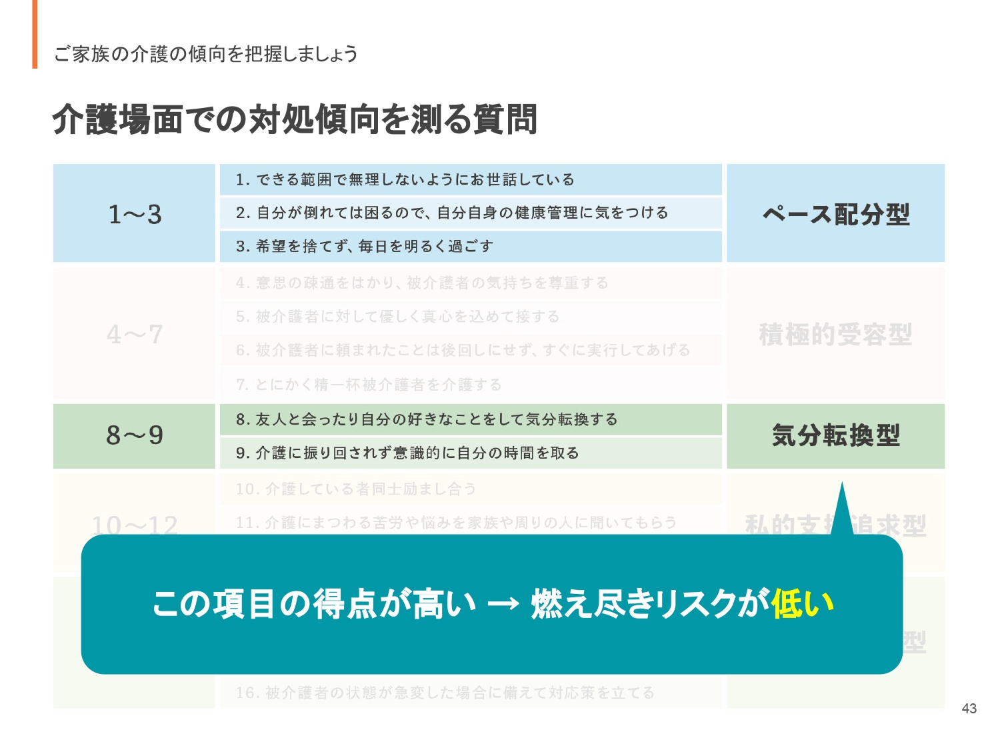 ご家族の介護の傾向を把握しましょう
介護場面での対処傾向を測る質問
1～3
1. できる範囲で無理しないようにお世話している
2. 自分が倒れては困るので、自分自身の健康管理に気をつける
3. 希望を捨てず、毎日を明るく過ごす
ペース配分型
4～7
4. 意思の疎通をはかり、被介護者の気持ちを尊重する
5. 被介護者に対して優しく真心を込めて接する
6. 被介護者に頼まれたことは後回しにせず、すぐに実行してあげる
7. とにかく精一杯被介護者を介護する
積極的受容型
8～9
8. 友人と会ったり自分の好きなことをして気分転換する
9. 介護に振り回されず意識的に自分の時間を取る
気分転換型
10～12
10. 介護している者同士励まし合う
11. 介護にまつわる苦労や悩みを家族や周りの人に聞いてもらう
私的支 追求型
この項目の得点が高い → 燃え尽きリスクが低い
型
16. 被介護者の状態が急変した場合に備えて対応策を立てる
43